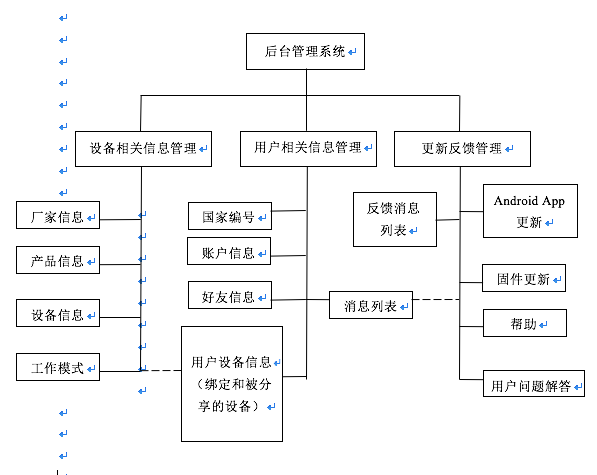 后台管理系统
设备相关信息管理
用户相关信息管理
更新反馈管理
厂家信息
产品信息
设备信息
工作模式
国家编号
账户信息
好友信息
用户设备信息
（绑定和被分
享的设备）
反馈消息
列表
消息列表
Android App
更新
固件更新
帮助
用户问题解答